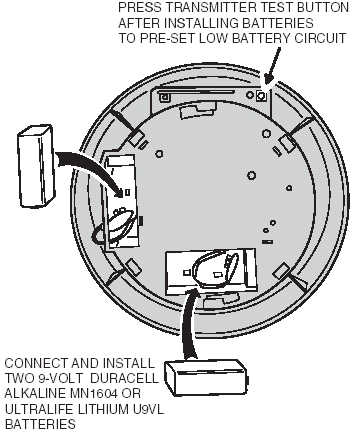 PRESS TRANSMITTER TEST BUTTON
AFTER INSTALLING BATTERIES
TO PRE-SET LOW BATTERY CIRCUIT
CONNECT AND INSTALL
TWO 9-VOLT DURACELL
ALKALINE MN1604 OR
ULTRALIFE LITHIUM U9VL
BATTERIES